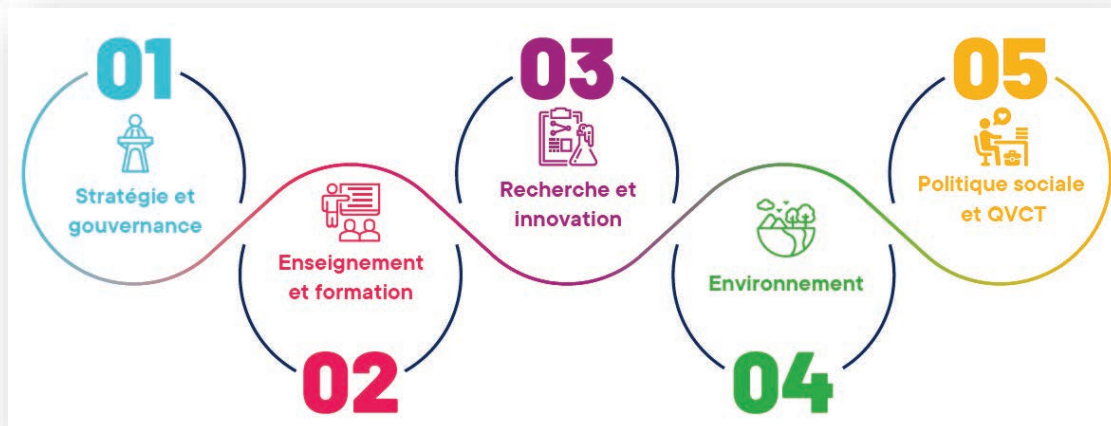 01
Stratégie et
gouvernance
02
Enseignement
et formation
03
Recherche et
innovation
04
Environnement
05
Politique sociale
et QVCT